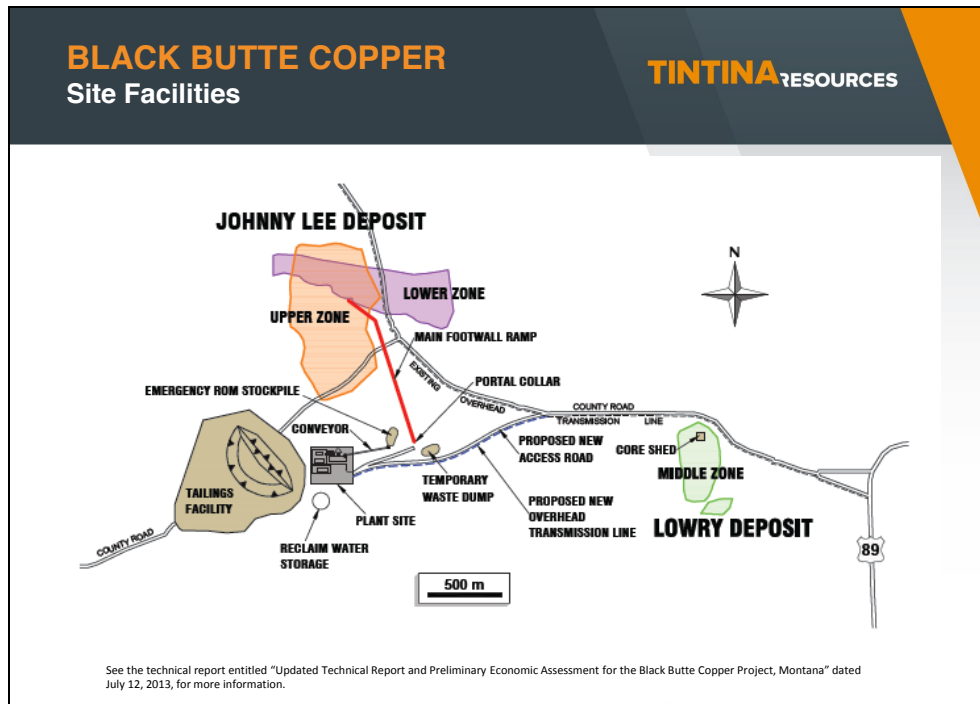 BLACK BUTTE COPPER
Site Facilities
TINTINA RESOURCES
JOHNNY LEE DEPOSIT
N
LOWER ZONE
UPPER ZONE
MAIN FOOTWALL RAMP
EMERGENCY ROM STOCKPILE
EXISTING
OVERHEAD
PORTAL COLLAR
COUNTY ROAD
TRANSMISSION LINE
CONVEYOR
PROPOSED NEW
ACCESS ROAD
CORE SHED
MIDDLE ZONE
TAILINGS
FACILITY
TEMPORARY
WASTE DUMP
PLANT SITE
PROPOSED NEW
OVERHEAD
TRANSMISSION LINE
LOWRY DEPOSIT
COUNTY ROAD
RECLAIM WATER
STORAGE
89
500 m
See the technical report entitled “Updated Technical Report and Preliminary Economic Assessment for the Black Butte Copper Project, Montana” dated
July 12, 2013, for more information.